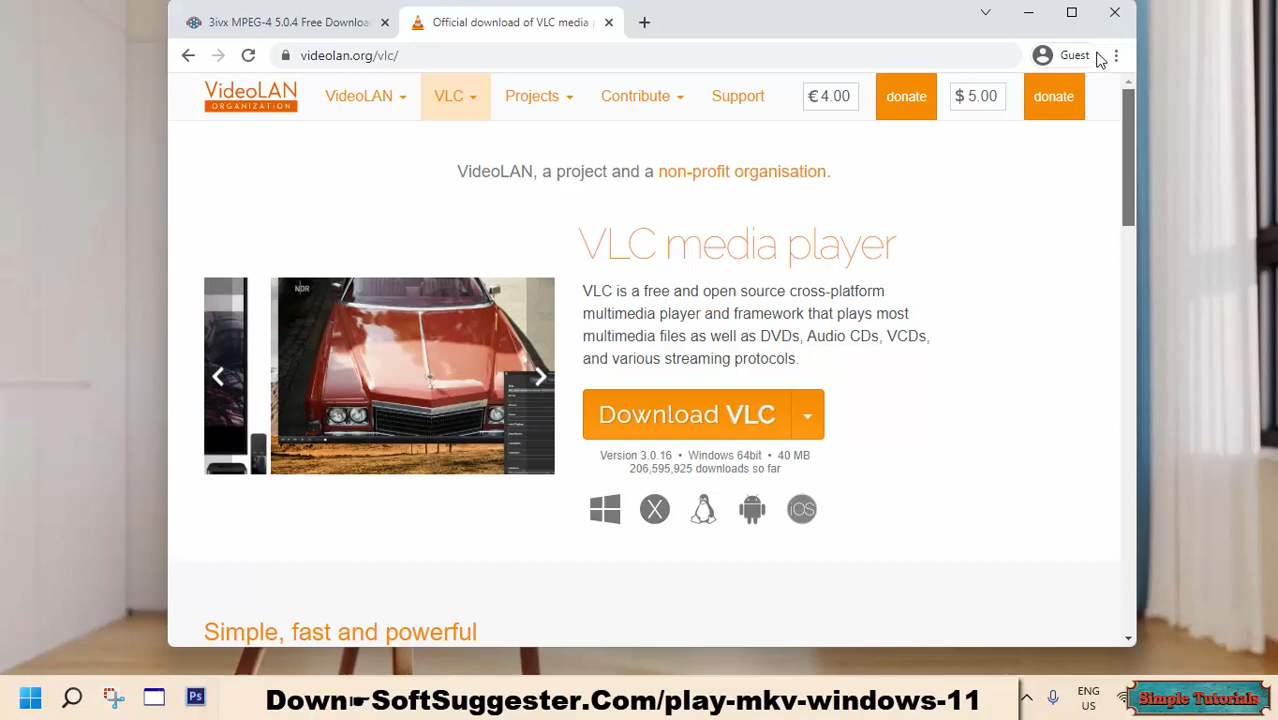 3ivx MPEG-4 5.0.4 Free Downloa
Official download of VLC media p
videolan.org/vlc/
Guest
VideoLAN
ORGANIZATION
VideoLAN
VLC
Projects
Contribute
Support
€ 4.00
donate
$ 5.00
donate
VideoLAN, a project and a non-profit organisation.
VLC media player
NDR
VLC is a free and open source cross-platform
multimedia player and framework that plays most
multimedia files as well as DVDs, Audio CDs, VCDs,
and various streaming protocols.
Download VLC
Version 3.0.16 • Windows 64bit • 40 MB
206,595,925 downloads so far
X
iOS
Simple, fast and powerful
Ps
Down☛SoftSuggester.Com/play-mkv-windows-11
ENG
US
Simple Tutorials